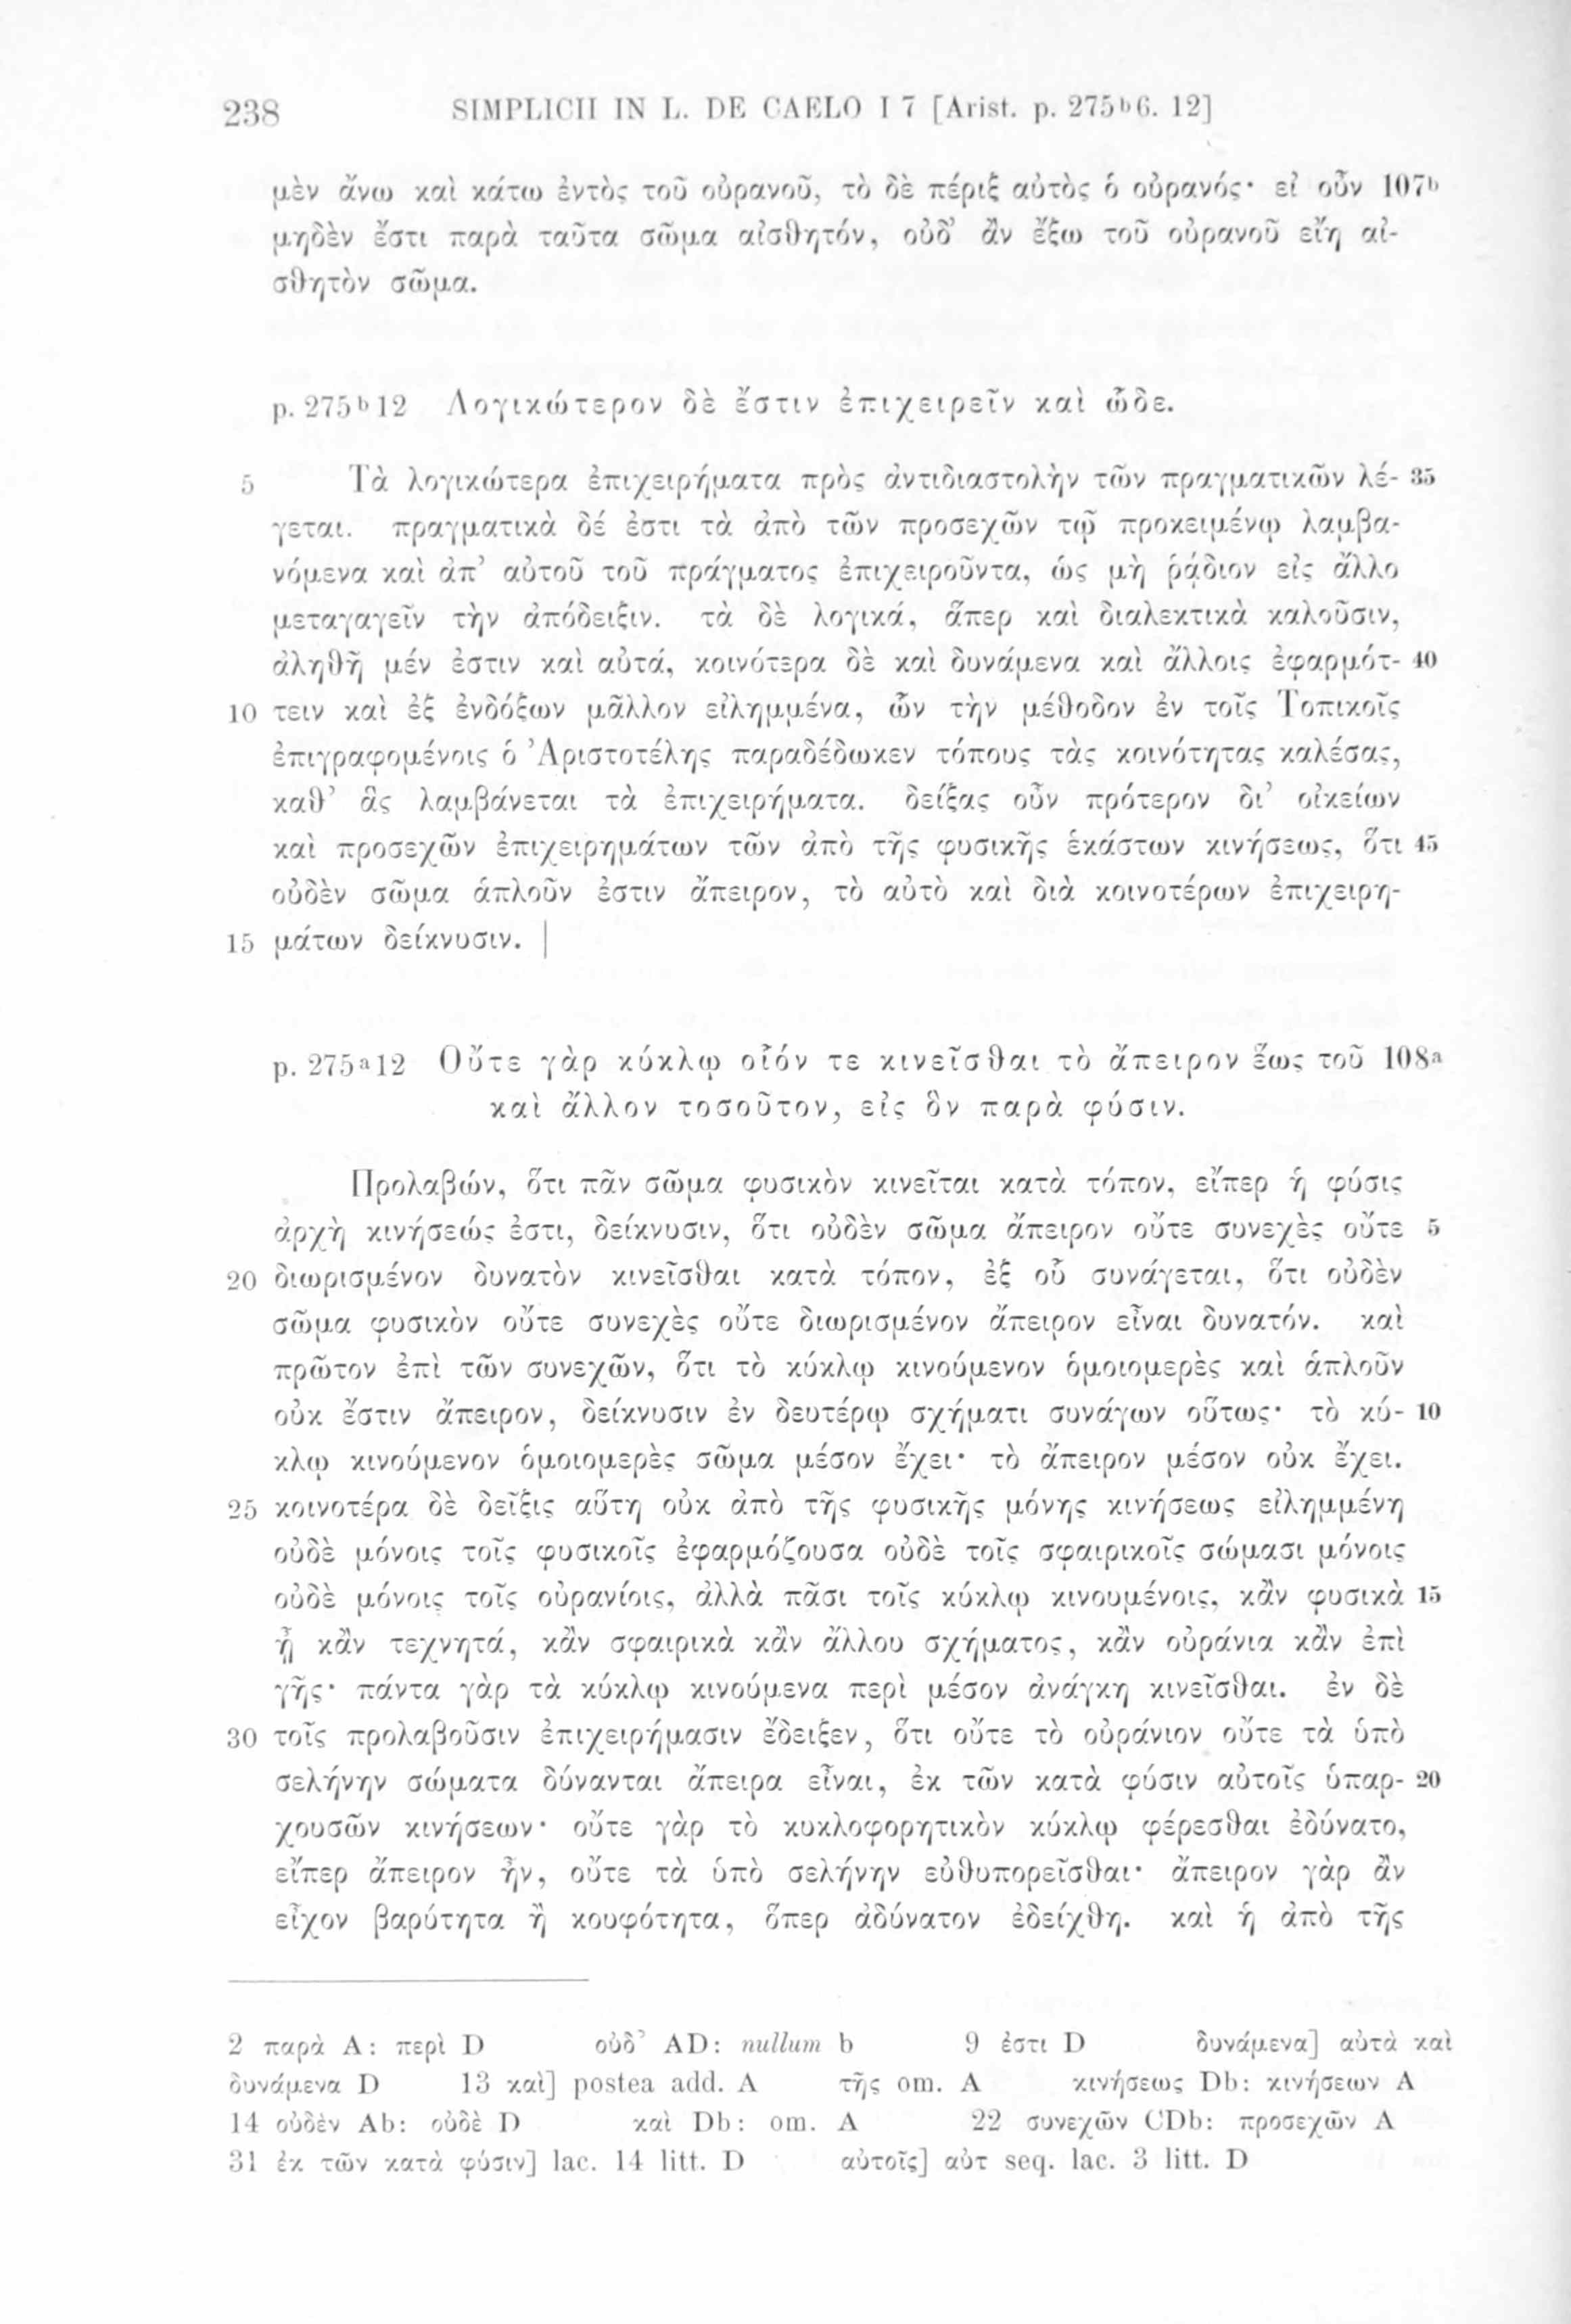 238 SIMPLICII IN L. DE CAELO I 7 [Arist. p. 275ᵇ6. 12]
μὲν ἄνω καὶ κάτω ἐντὸς τοῦ οὐρανοῦ, τὸ δὲ πέριξ αὐτὸς ὁ οὐρανός· εἰ οὖν 107ᵇ
μηδὲν ἔστι παρὰ ταῦτα σῶμα αἰσθητόν, οὐδ’ ἂν ἔξω τοῦ οὐρανοῦ εἴη αἰ-
σθητὸν σῶμα.
p. 275ᵇ12 Λογικώτερον δὲ ἔστιν ἐπιχειρεῖν καὶ ὧδε.
5 Τὰ λογικώτερα ἐπιχειρήματα πρὸς ἀντιδιαστολὴν τῶν πραγματικῶν λέ- 35
γεται. πραγματικὰ δέ ἐστι τὰ ἀπὸ τῶν προσεχῶν τῷ προκειμένῳ λαμβα-
νόμενα καὶ ἀπ’ αὐτοῦ τοῦ πράγματος ἐπιχειροῦντα, ὡς μὴ ῥᾴδιον εἰς ἄλλο
μεταγαγεῖν τὴν ἀπόδειξιν. τὰ δὲ λογικά, ἅπερ καὶ διαλεκτικὰ καλοῦσιν,
ἀληθῆ μέν ἐστιν καὶ αὐτά, κοινότερα δὲ καὶ δυνάμενα καὶ ἄλλοις ἐφαρμότ- 40
10 τειν καὶ ἐξ ἐνδόξων μᾶλλον εἰλημμένα, ὧν τὴν μέθοδον ἐν τοῖς Τοπικοῖς
ἐπιγραφομένοις ὁ Ἀριστοτέλης παραδέδωκεν τόπους τὰς κοινότητας καλέσας,
καθ’ ἃς λαμβάνεται τὰ ἐπιχειρήματα. δείξας οὖν πρότερον δι’ οἰκείων
καὶ προσεχῶν ἐπιχειρημάτων τῶν ἀπὸ τῆς φυσικῆς ἑκάστων κινήσεως, ὅτι 45
οὐδὲν σῶμα ἁπλοῦν ἐστιν ἄπειρον, τὸ αὐτὸ καὶ διὰ κοινοτέρων ἐπιχειρη-
15 μάτων δείκνυσιν. |
p. 275ᵃ12 Οὔτε γὰρ κύκλῳ οἷόν τε κινεῖσθαι τὸ ἄπειρον ἕως τοῦ 108ᵃ
καὶ ἄλλον τοσοῦτον, εἰς ὃν παρὰ φύσιν.
Προλαβών, ὅτι πᾶν σῶμα φυσικὸν κινεῖται κατὰ τόπον, εἴπερ ἡ φύσις
ἀρχὴ κινήσεώς ἐστι, δείκνυσιν, ὅτι οὐδὲν σῶμα ἄπειρον οὔτε συνεχὲς οὔτε 5
20 διωρισμένον δυνατὸν κινεῖσθαι κατὰ τόπον, ἐξ οὗ συνάγεται, ὅτι οὐδὲν
σῶμα φυσικὸν οὔτε συνεχὲς οὔτε διωρισμένον ἄπειρον εἶναι δυνατόν. καὶ
πρῶτον ἐπὶ τῶν συνεχῶν, ὅτι τὸ κύκλῳ κινούμενον ὁμοιομερὲς καὶ ἁπλοῦν
οὐκ ἔστιν ἄπειρον, δείκνυσιν ἐν δευτέρῳ σχήματι συνάγων οὕτως· τὸ κύ- 10
κλῳ κινούμενον ὁμοιομερὲς σῶμα μέσον ἔχει· τὸ ἄπειρον μέσον οὐκ ἔχει.
25 κοινοτέρα δὲ δεῖξις αὕτη οὐκ ἀπὸ τῆς φυσικῆς μόνης κινήσεως εἰλημμένη
οὐδὲ μόνοις τοῖς φυσικοῖς ἐφαρμόζουσα οὐδὲ τοῖς σφαιρικοῖς σώμασι μόνοις
οὐδὲ μόνοις τοῖς οὐρανίοις, ἀλλὰ πᾶσι τοῖς κύκλῳ κινουμένοις, κἂν φυσικὰ 15
ᾖ κἂν τεχνητά, κἂν σφαιρικὰ κἂν ἄλλου σχήματος, κἂν οὐράνια κἂν ἐπὶ
γῆς· πάντα γὰρ τὰ κύκλῳ κινούμενα περὶ μέσον ἀνάγκη κινεῖσθαι. ἐν δὲ
30 τοῖς προλαβοῦσιν ἐπιχειρήμασιν ἔδειξεν, ὅτι οὔτε τὸ οὐράνιον οὔτε τὰ ὑπὸ
σελήνην σώματα δύνανται ἄπειρα εἶναι, ἐκ τῶν κατὰ φύσιν αὐτοῖς ὑπαρ- 20
χουσῶν κινήσεων· οὔτε γὰρ τὸ κυκλοφορητικὸν κύκλῳ φέρεσθαι ἐδύνατο,
εἴπερ ἄπειρον ἦν, οὔτε τὰ ὑπὸ σελήνην εὐθυπορεῖσθαι· ἄπειρον γὰρ ἂν
εἶχον βαρύτητα ἢ κουφότητα, ὅπερ ἀδύνατον ἐδείχθη. καὶ ἡ ἀπὸ τῆς
2 παρὰ A: περὶ D οὐδ’ AD: nullum b 9 ἐστι D δυνάμενα] αὐτὰ καὶ
δυνάμενα D 13 καὶ] postea add. A τῆς om. A κινήσεως Db: κινήσεων A
14 οὐδὲν Ab: οὐδὲ D καὶ Db: om. A 22 συνεχῶν CDb: προσεχῶν A
31 ἐκ τῶν κατὰ φύσιν] lac. 14 litt. D αὐτοῖς] αὐτ seq. lac. 3 litt. D